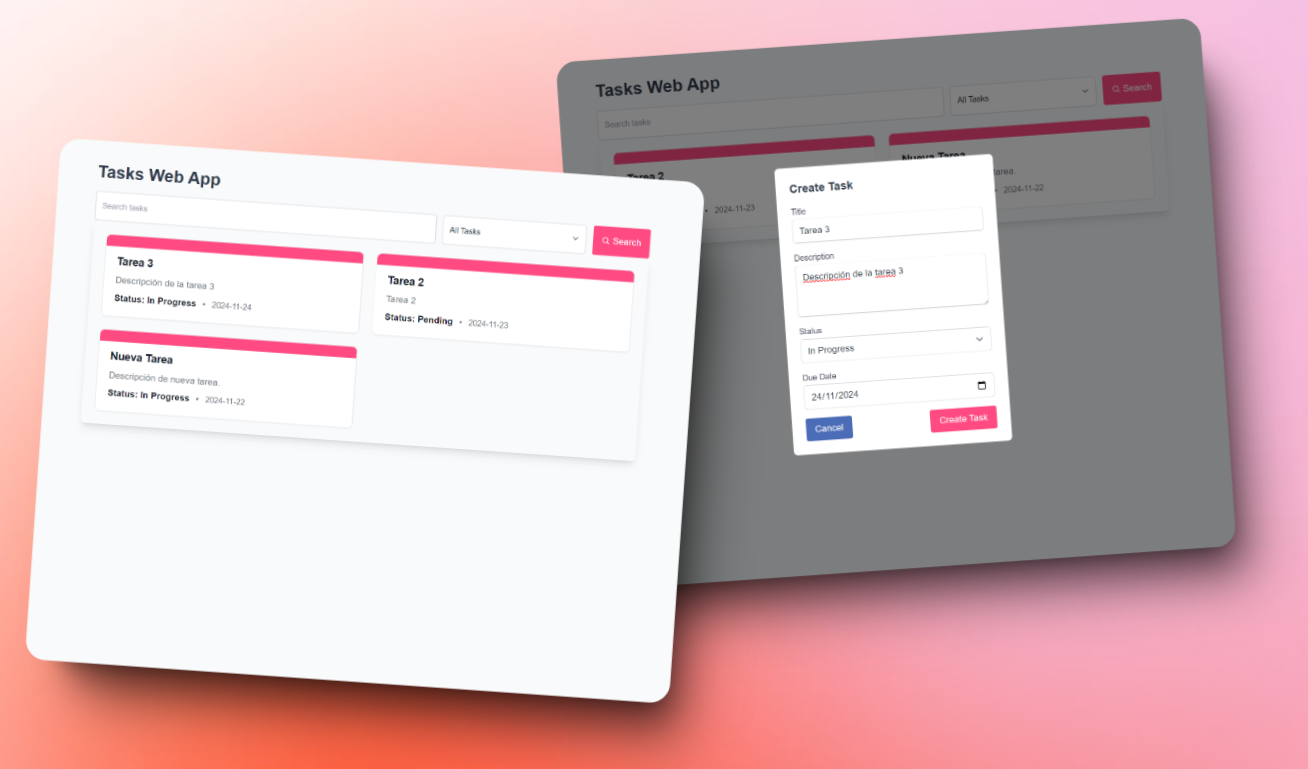 Tasks Web App
Search tasks
All Tasks
Search
Tarea 3
Descripción de la tarea 3
Status: In Progress • 2024-11-24
Tarea 2
Tarea 2
Status: Pending • 2024-11-23
Nueva Tarea
Descripción de nueva tarea.
Status: In Progress • 2024-11-22
Tasks Web App
Search tasks
All Tasks
Search
Tarea 2
• 2024-11-23
Nueva Tarea
tarea.
• 2024-11-22
Create Task
Title
Tarea 3
Description
Descripción de la tarea 3
Status
In Progress
Due Date
24/11/2024
Cancel
Create Task